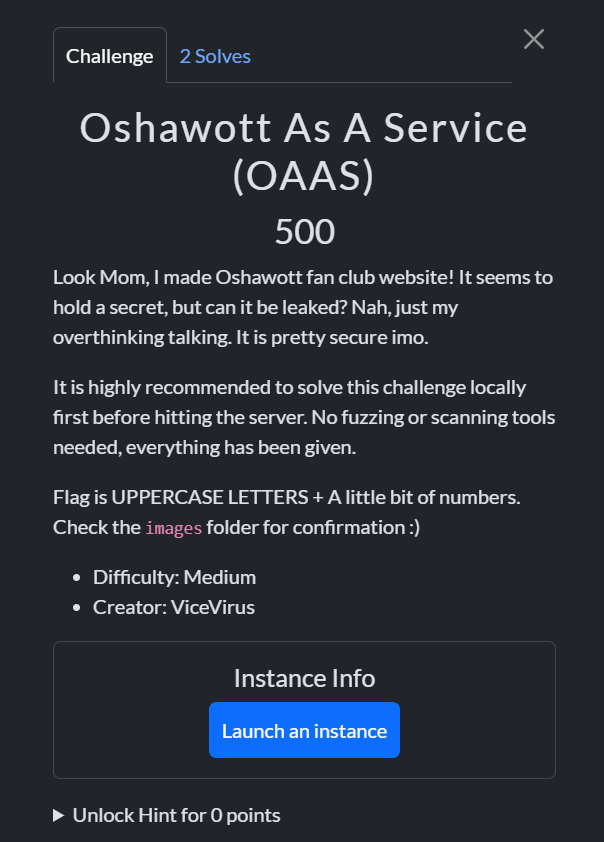 Challenge
2 Solves
Oshawott As A Service
(OAAS)
500
Look Mom, I made Oshawott fan club website! It seems to
hold a secret, but can it be leaked? Nah, just my
overthinking talking. It is pretty secure imo.
It is highly recommended to solve this challenge locally
first before hitting the server. No fuzzing or scanning tools
needed, everything has been given.
Flag is UPPERCASE LETTERS + A little bit of numbers.
Check the images folder for confirmation :)
• Difficulty: Medium
• Creator: ViceVirus
Instance Info
Launch an instance
Unlock Hint for 0 points